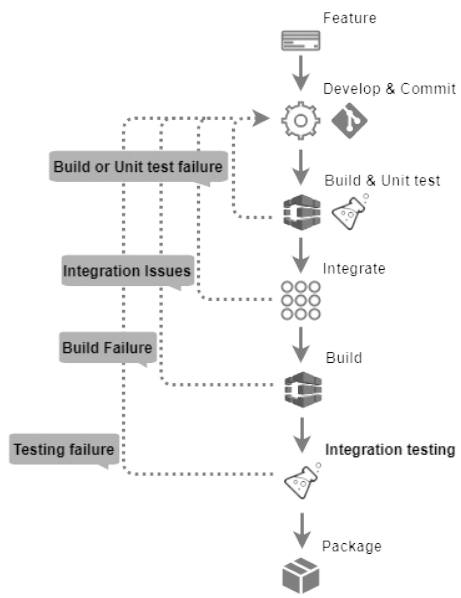 Feature
Develop & Commit
Build or Unit test failure
Build & Unit test
Integration Issues
Integrate
Build Failure
Build
Testing failure
Integration testing
Package